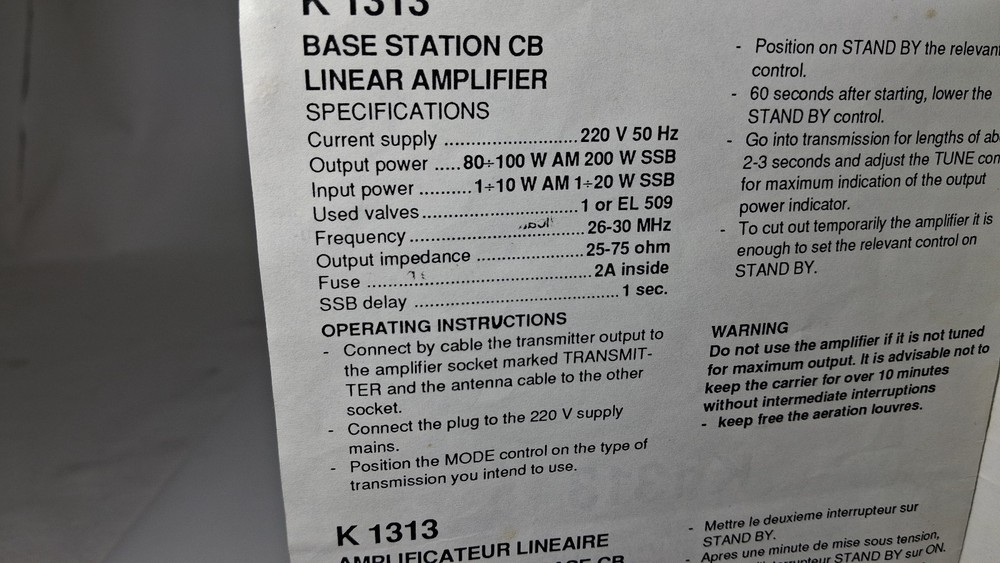 K 1313
BASE STATION CB
LINEAR AMPLIFIER
SPECIFICATIONS
Current supply ........................... 220 V 50 Hz
Output power ..... 80÷100 W AM 200 W SSB
Input power .......... 1÷10 W AM 1÷20 W SSB
Used valves ............................... 1 or EL 509
Frequency .................................. 26-30 MHz
Output impedance ..................... 25-75 ohm
Fuse ............................................ 2A inside
SSB delay ........................................ 1 sec.
OPERATING INSTRUCTIONS
- Connect by cable the transmitter output to
the amplifier socket marked TRANSMIT-
TER and the antenna cable to the other
socket.
- Connect the plug to the 220 V supply
mains.
- Position the MODE control on the type of
transmission you intend to use.
- Position on STAND BY the relevant
control.
- 60 seconds after starting, lower the
STAND BY control.
- Go into transmission for lengths of
2-3 seconds and adjust the TUNE
for maximum indication of the output
power indicator.
- To cut out temporarily the amplifier it is
enough to set the relevant control on
STAND BY.
WARNING
Do not use the amplifier if it is not tuned
for maximum output. It is advisable not to
keep the carrier for over 10 minutes
without intermediate interruptions
- keep free the aeration louvres.
K 1313
AMPLIFICATEUR LINEAIRE
CB
- Mettre le deuxieme interrupteur sur
STAND BY.
- Apres une minute de mise sous tension,
STAND BY sur ON.